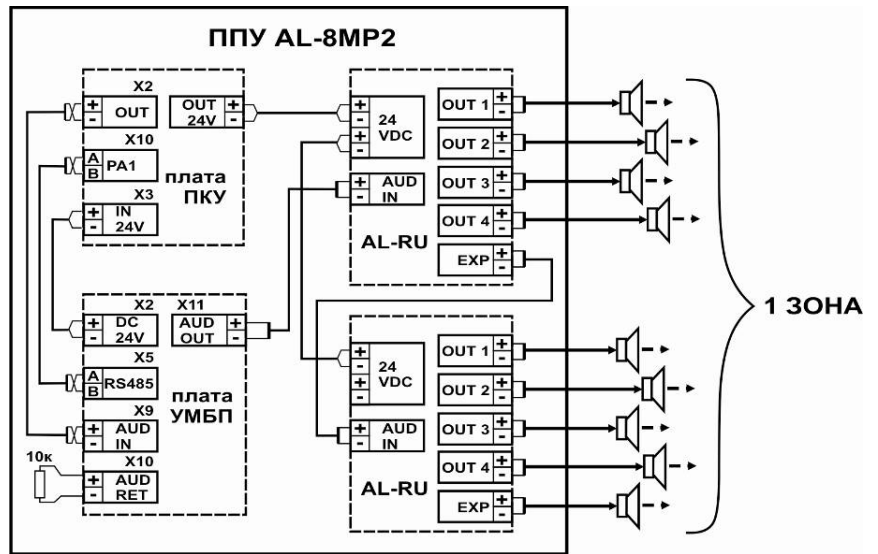 ППУ AL-8MP2
X2
+
-
OUT
OUT
24V
+
-
X10
A
B
PA1
плата
ПКУ
X3
+
-
IN
24V
+
-
+
-
24
VDC
+
-
AUD
IN
AL-RU
OUT 1
+
-
OUT 2
+
-
OUT 3
+
-
OUT 4
+
-
EXP
+
-
X2
+
-
DC
24V
X11
AUD
OUT
+
-
X5
A
B
RS485
плата
УМБП
X9
+
-
AUD
IN
10к
X10
+
-
AUD
RET
+
-
+
-
24
VDC
+
-
AUD
IN
AL-RU
OUT 1
+
-
OUT 2
+
-
OUT 3
+
-
OUT 4
+
-
EXP
+
-
1 ЗОНА